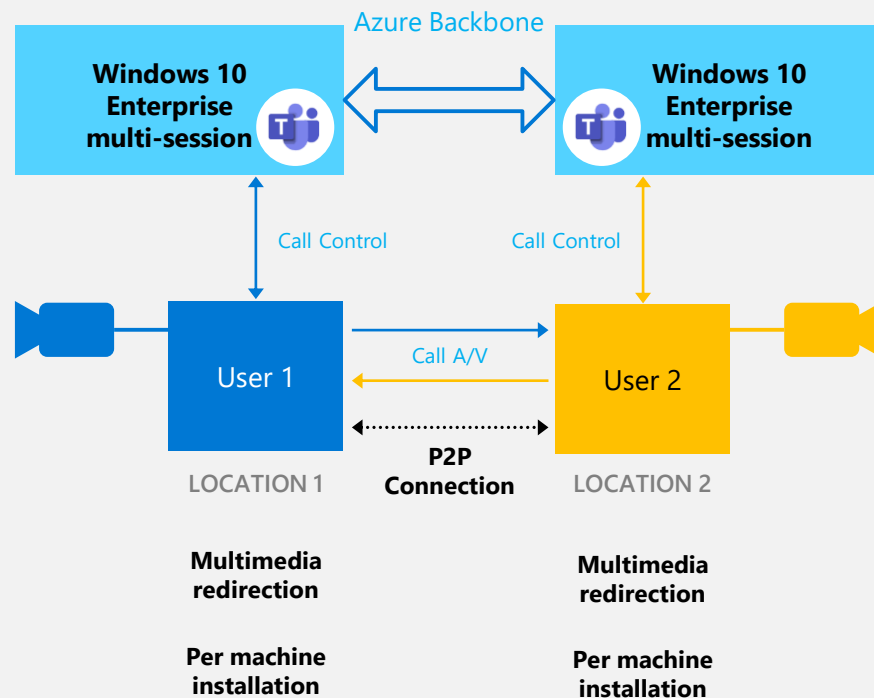 Azure Backbone
Windows 10
Enterprise
multi-session
T
Windows 10
Enterprise
multi-session
T
Call Control
Call Control
User 1
Call A/V
User 2
P2P
Connection
LOCATION 1
LOCATION 2
Multimedia
redirection
Multimedia
redirection
Per machine
installation
Per machine
installation